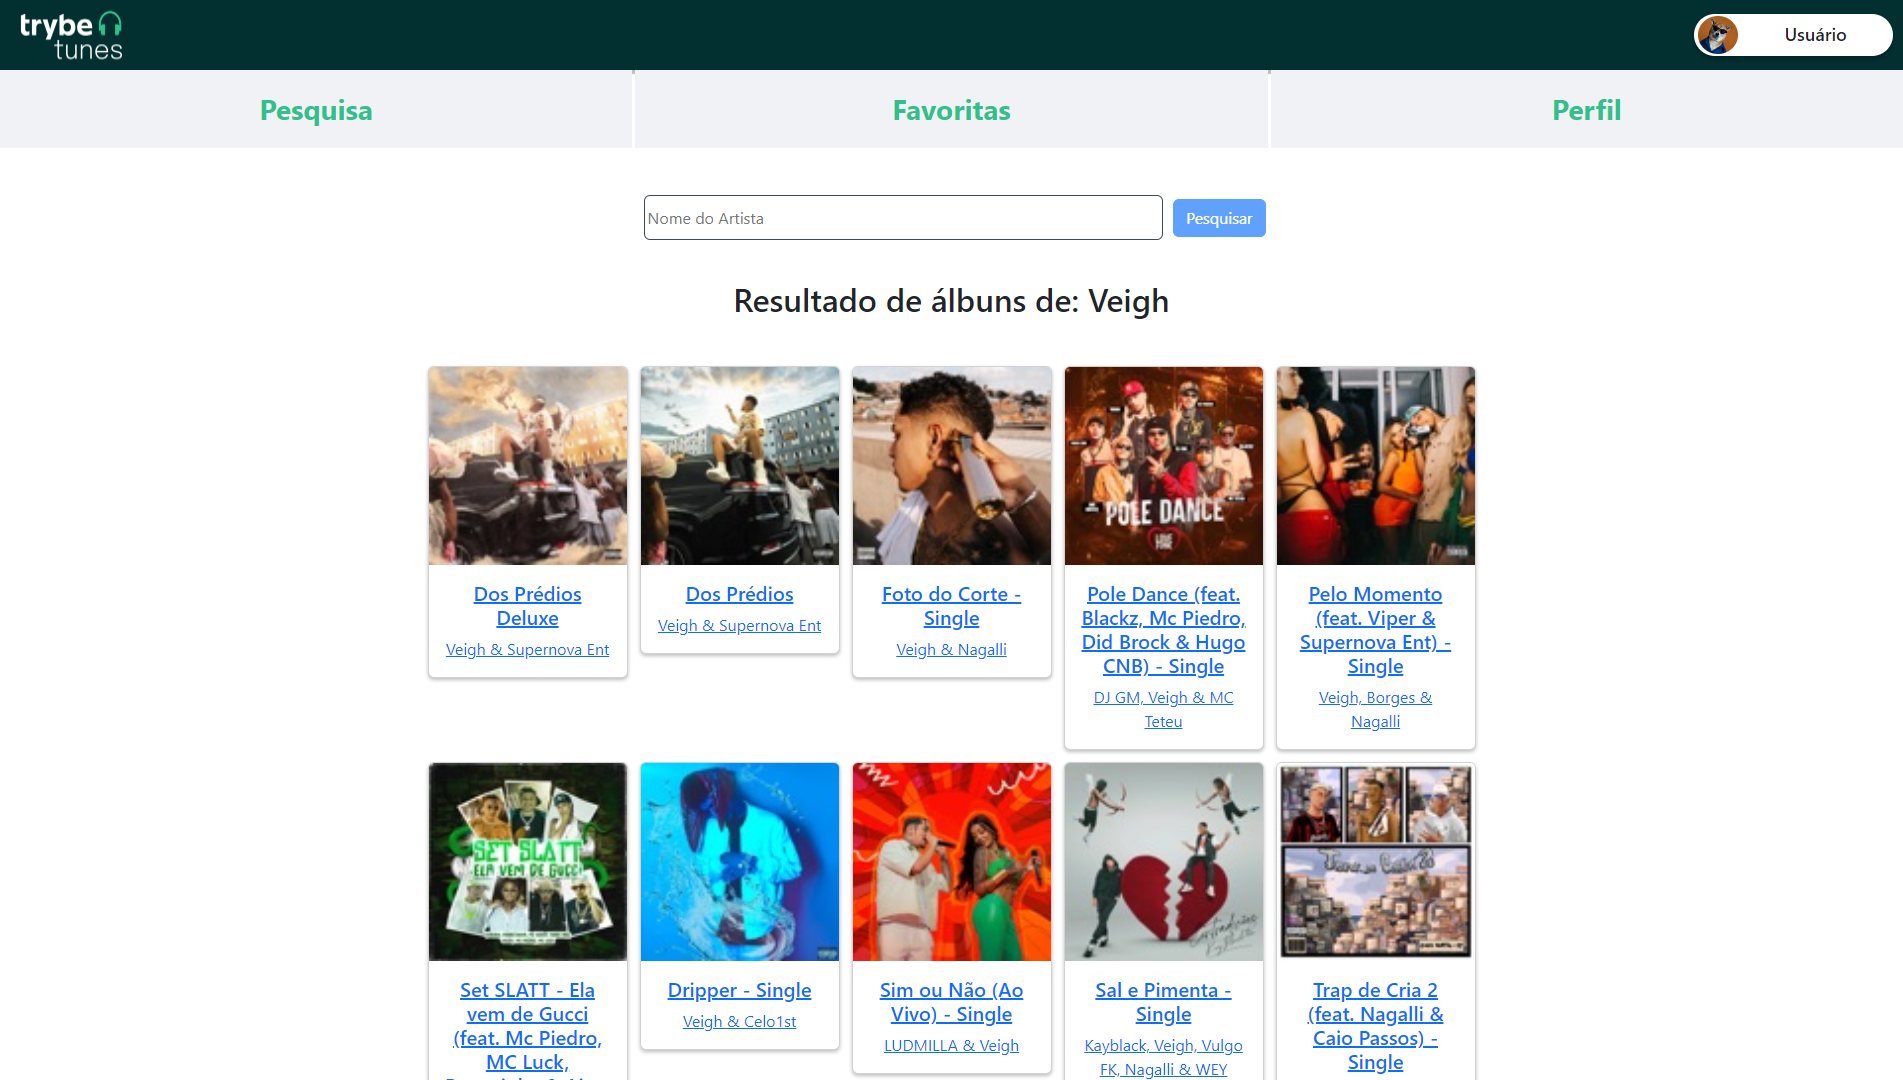 trybe
tunes
Usuário
Pesquisa
Favoritas
Perfil
Nome do Artista
Pesquisar
Resultado de álbuns de: Veigh
POLE DANCE
Dos Prédios
Deluxe
Veigh & Supernova Ent
Dos Prédios
Veigh & Supernova Ent
Foto do Corte -
Single
Veigh & Nagalli
Pole Dance (feat.
Blackz, Mc Piedro,
Did Brock & Hugo
CNB) - Single
DJ GM, Veigh & MC
Teteu
Pelo Momento
(feat. Viper &
Supernova Ent) -
Single
Veigh, Borges &
Nagalli
SET SLATT
ELA VEM DE GUCCI
Set SLATT - Ela
vem de Gucci
(feat. Mc Piedro,
MC Luck,
Dripper - Single
Veigh & Celo1st
Sim ou Não (Ao
Vivo) - Single
LUDMILLA & Veigh
Sal e Pimenta -
Single
Kayblack, Veigh, Vulgo
FK, Nagalli & WEY
Trap de Cria 2
(feat. Nagalli &
Caio Passos) -
Single